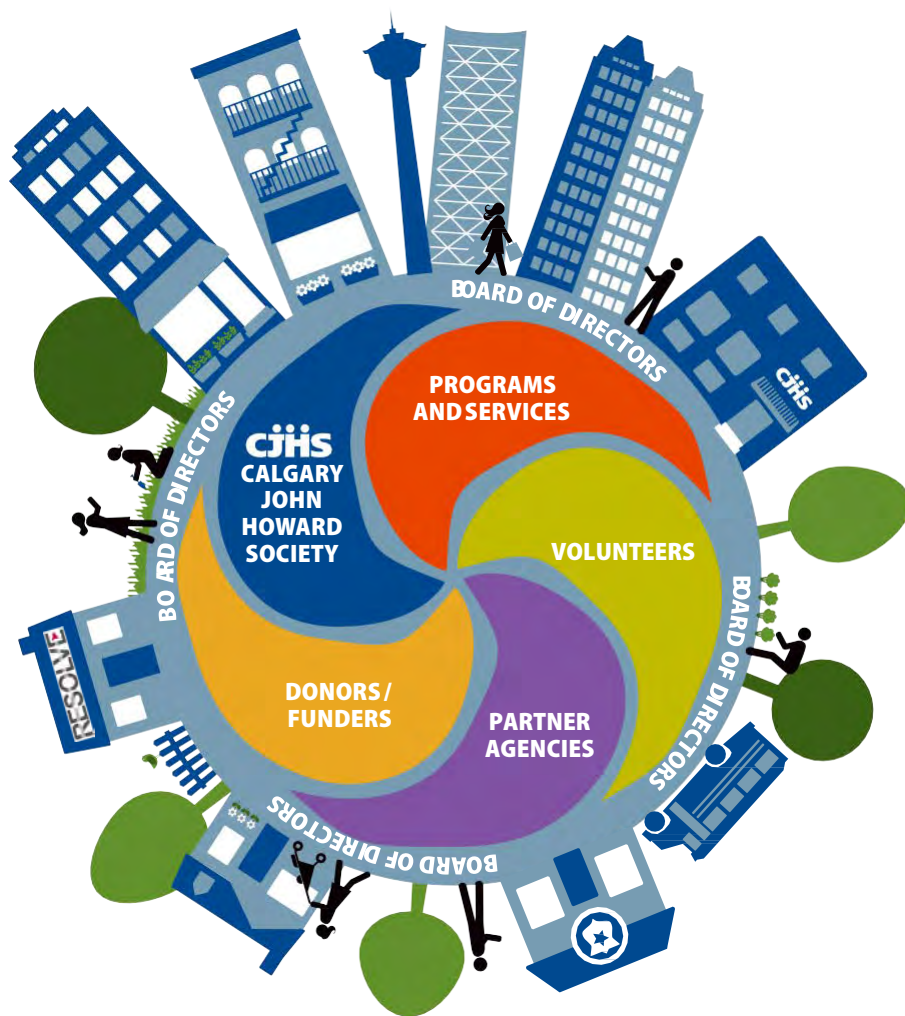 BOARD OF DIRECTORS
CJHS
PROGRAMS
AND SERVICES
BOARD OF DIRECTORS
CJHS
CALGARY
JOHN
HOWARD
SOCIETY
VOLUNTEERS
BOARD OF DIRECTORS
RESOLVE
DONORS /
FUNDERS
PARTNER
AGENCIES
BOARD OF DIRECTORS